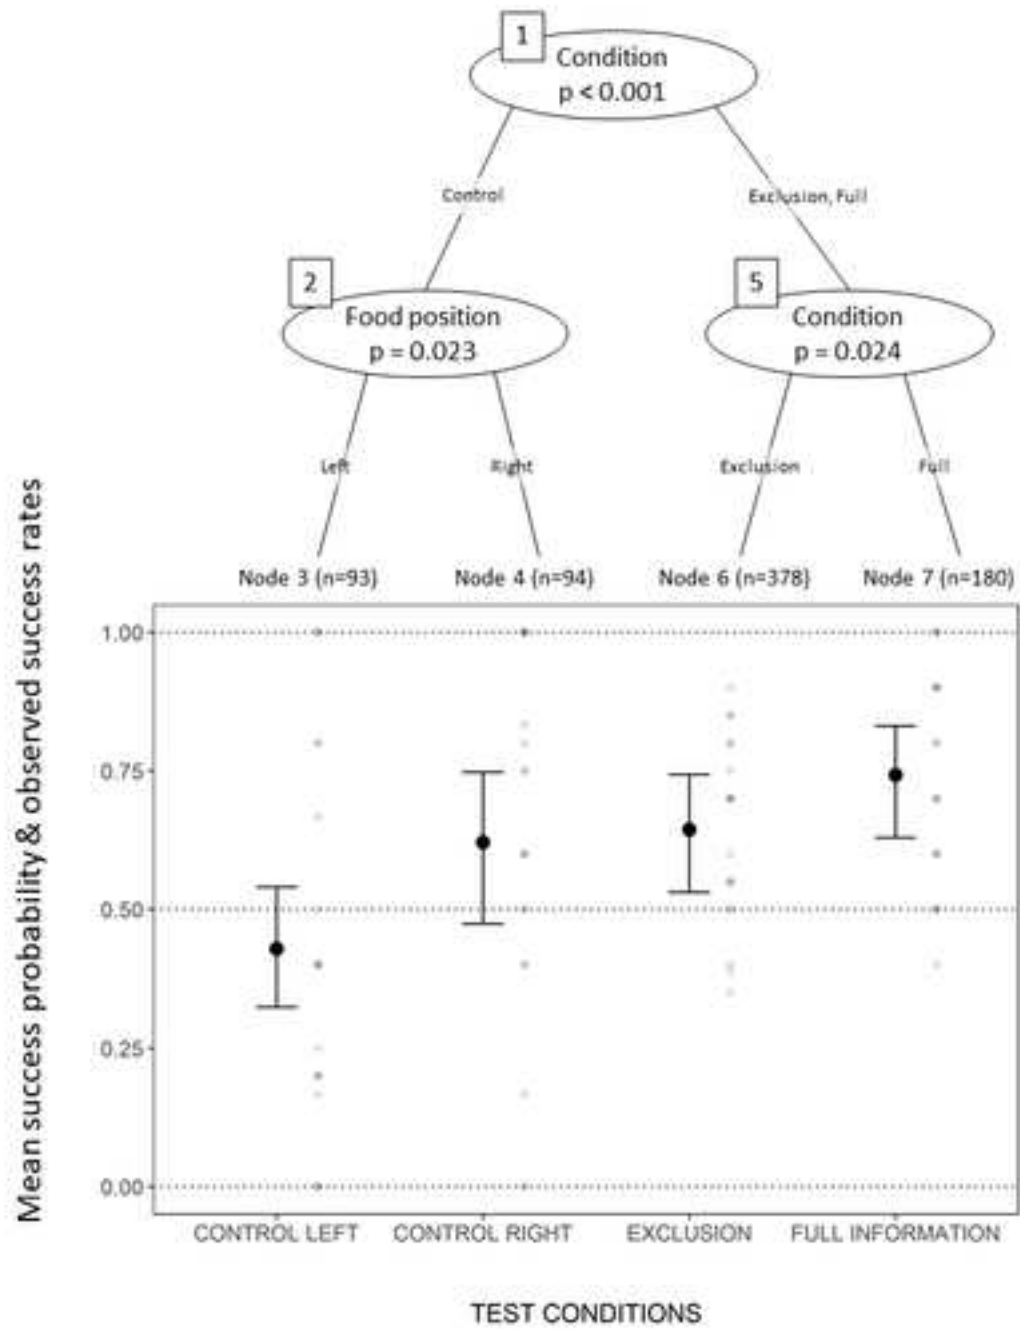 1
Condition
p < 0.001
Control
Exclusion, Full
2
Food position
p = 0.023
5
Condition
p = 0.024
Left
Right
Exclusion
Full
Node 3 (n=93)
Node 4 (n=94)
Node 6 (n=378)
Node 7 (n=180)
Mean success probability & observed success rates
1.00
0.75
0.50
0.25
0.00
CONTROL LEFT
CONTROL RIGHT
EXCLUSION
FULL INFORMATION
TEST CONDITIONS